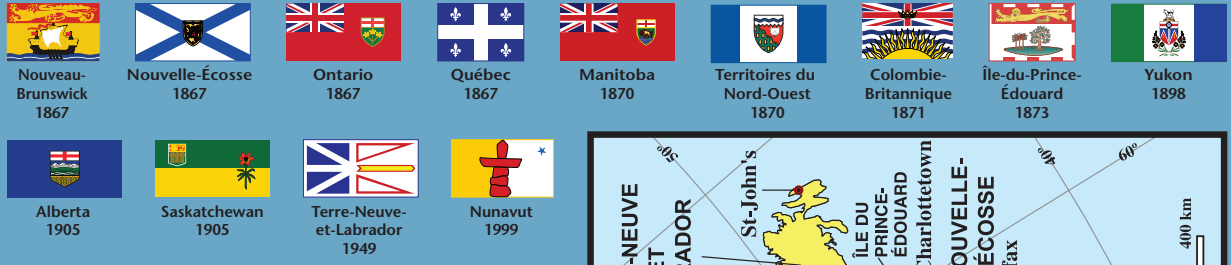 Nouveau-
Brunswick
1867
Nouvelle-Écosse
1867
Ontario
1867
Québec
1867
Manitoba
1870
Territoires du
Nord-Ouest
1870
Colombie-
Britannique
1871
Île-du-Prince-
Édouard
1873
Yukon
1898
Alberta
1905
Saskatchewan
1905
Terre-Neuve-
et-Labrador
1949
Nunavut
1999
50°
St-John's
ÎLE DU
PRINCE-
ÉDOUARD
Charlottetown
40°
60°
400 km